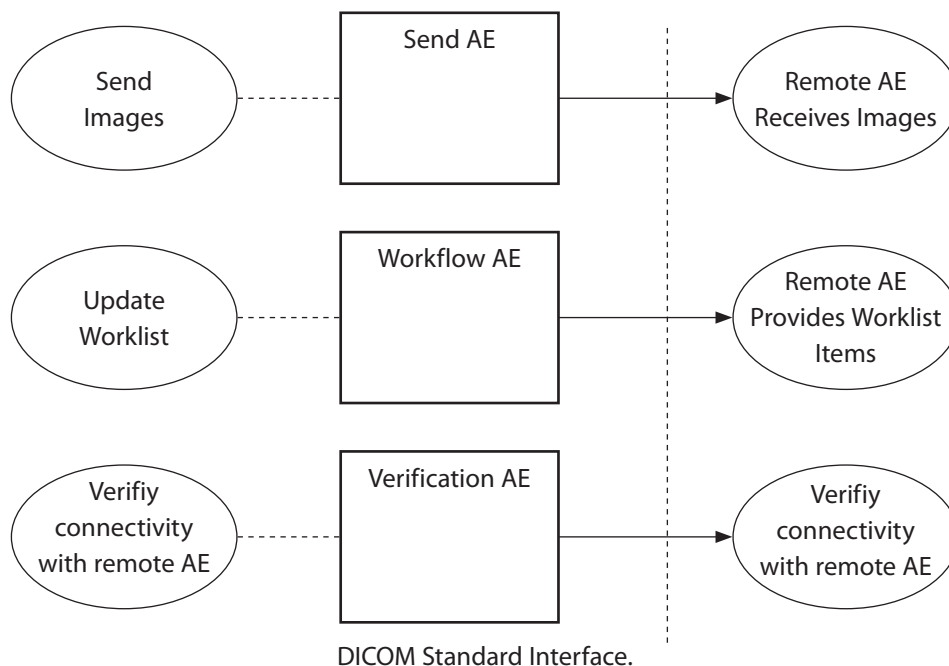 Send
Images
Send AE
Remote AE
Receives Images
Update
Worklist
Workflow AE
Remote AE
Provides Worklist
Items
Verifiy
connectivity
with remote AE
Verification AE
Verifiy
connectivity
with remote AE
DICOM Standard Interface.